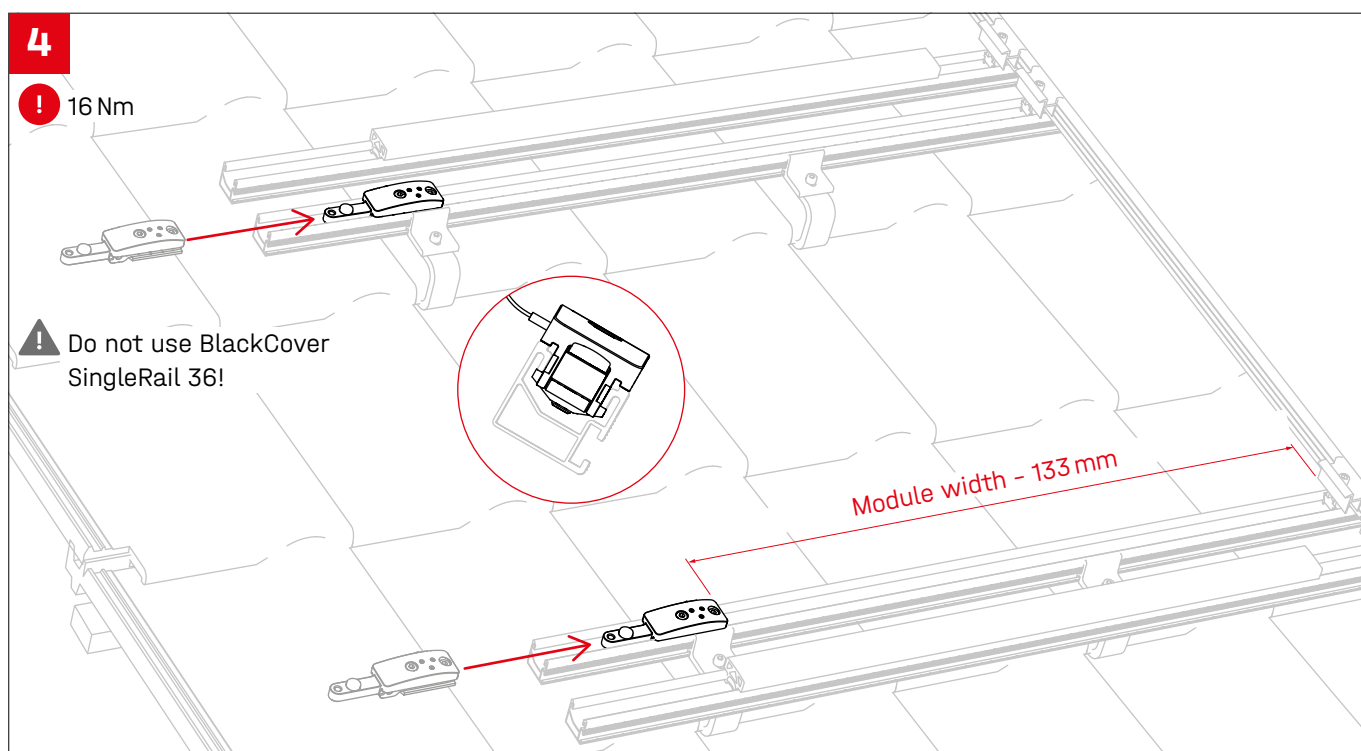 4
! 16 Nm
! Do not use BlackCover
SingleRail 36!
Module width - 133 mm